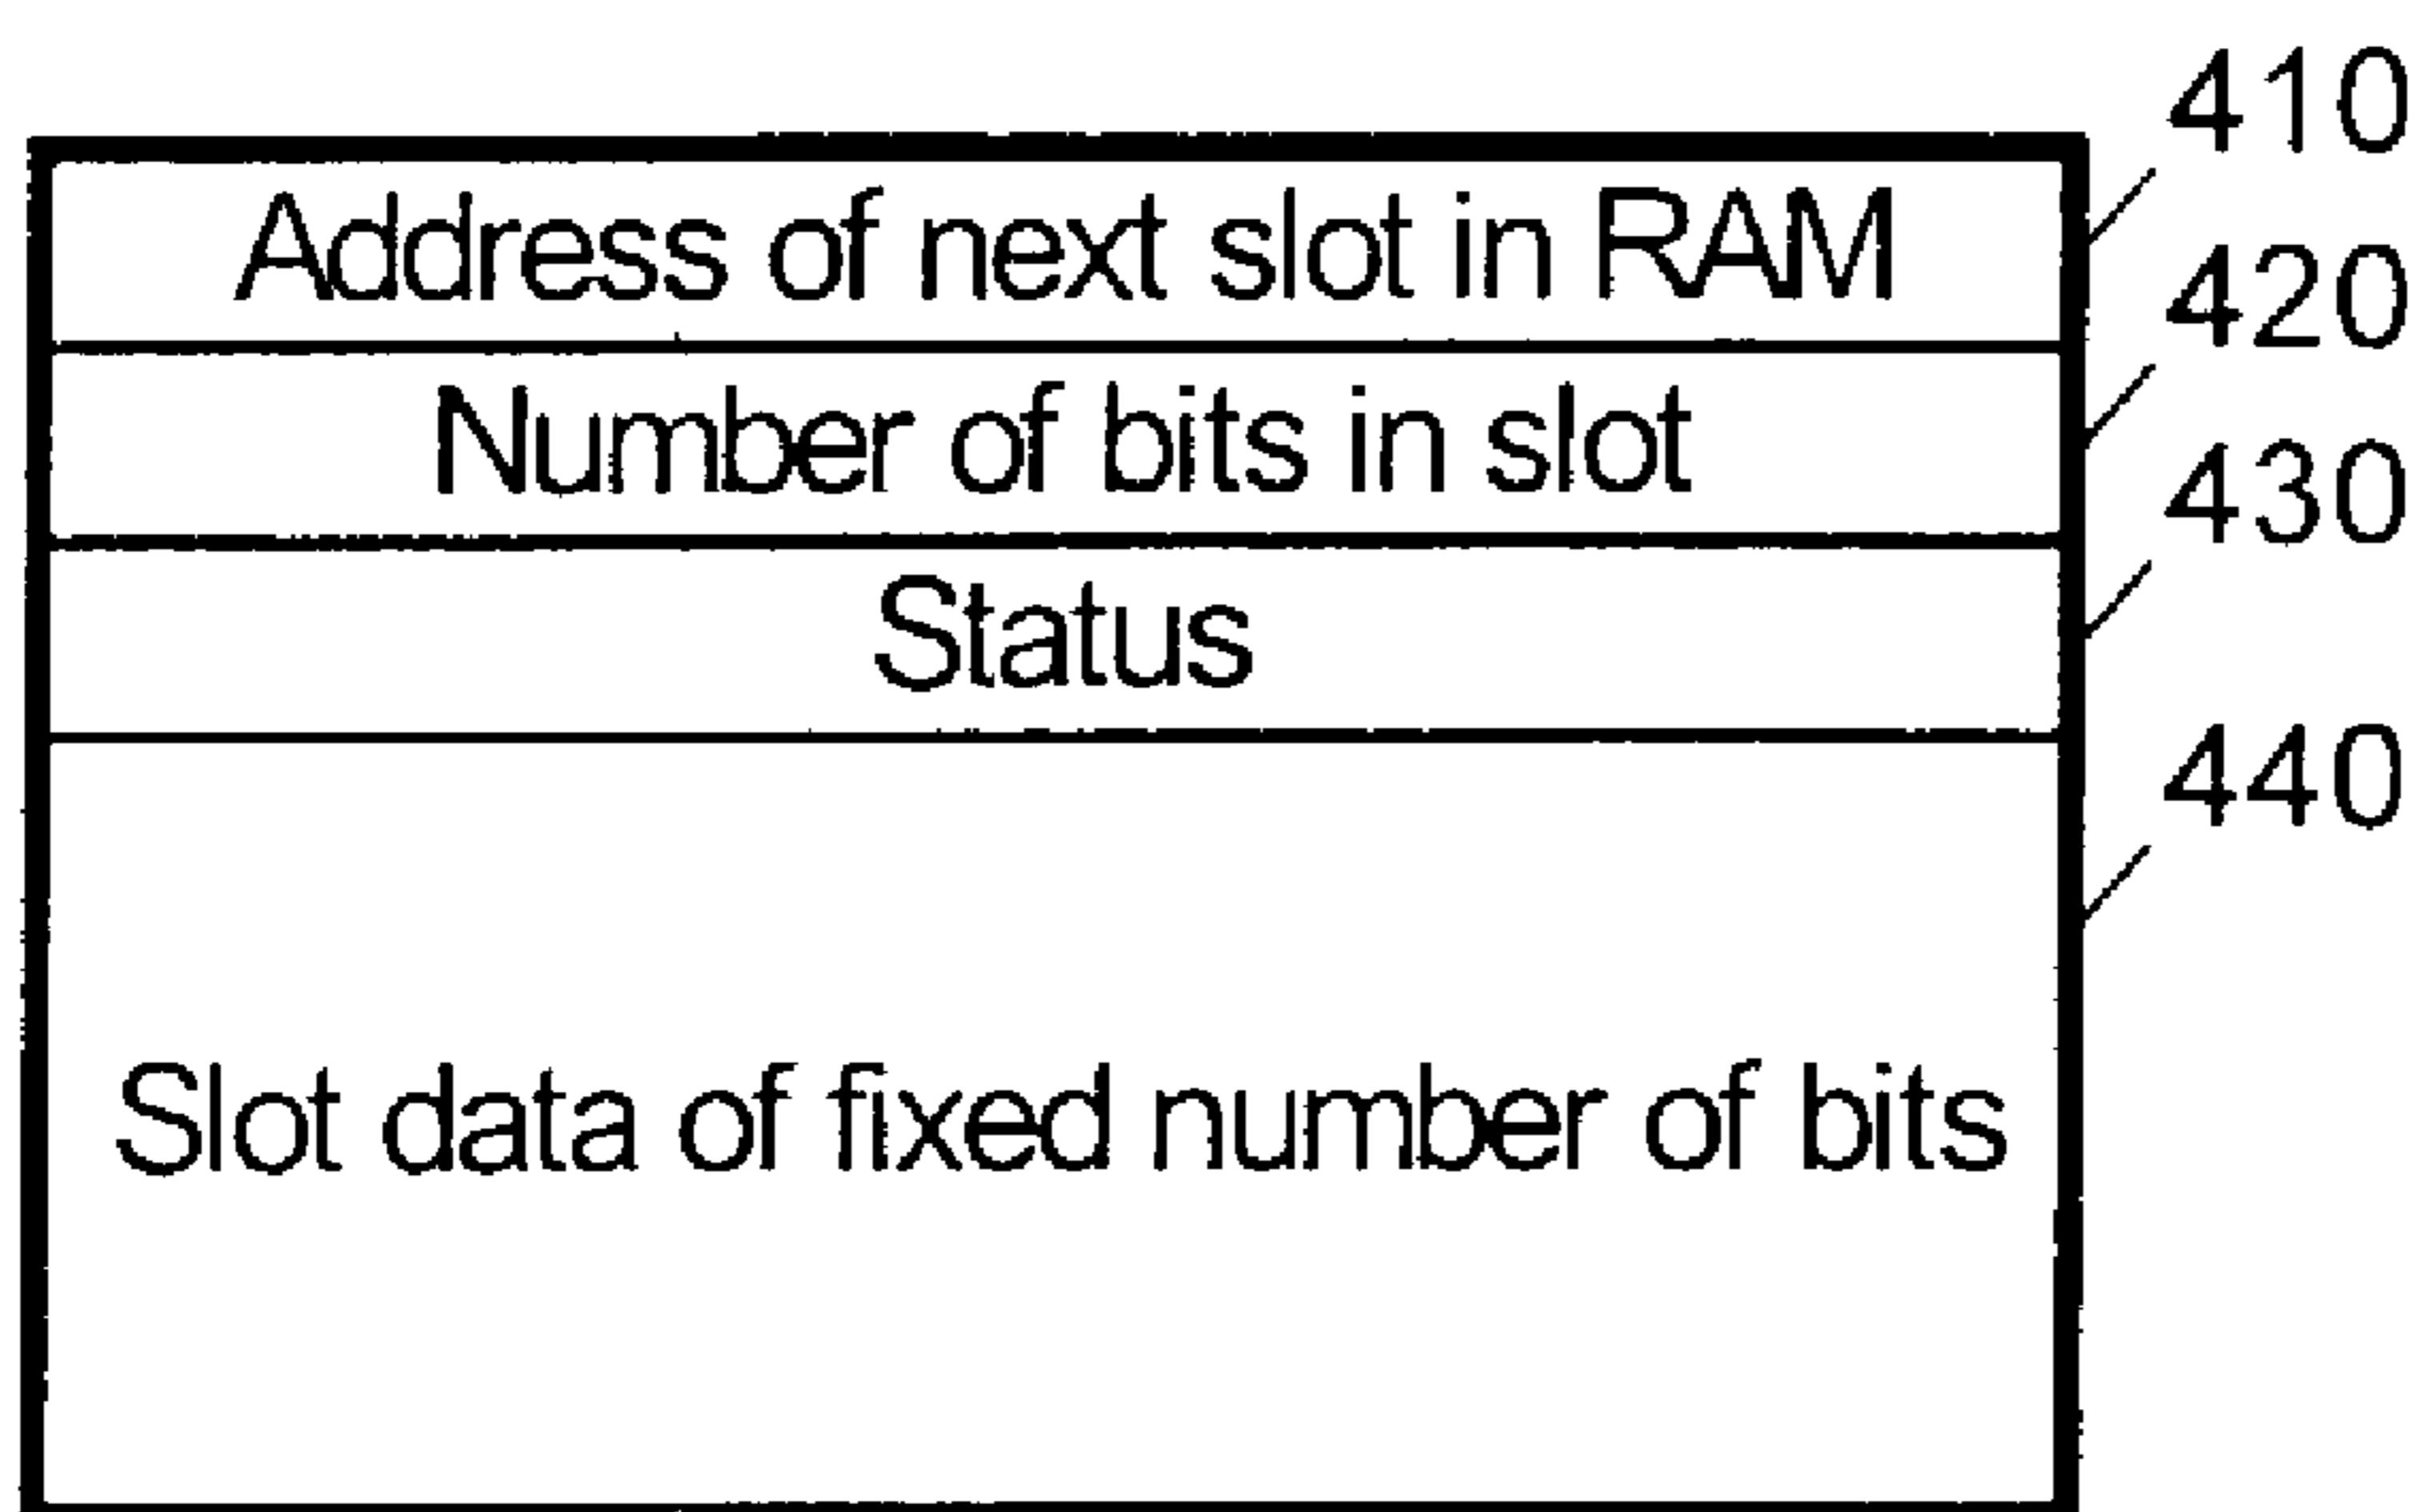 410
Address of next slot in RAM
420
Number of bits in slot
430
Status
440
Slot data of fixed number of bits